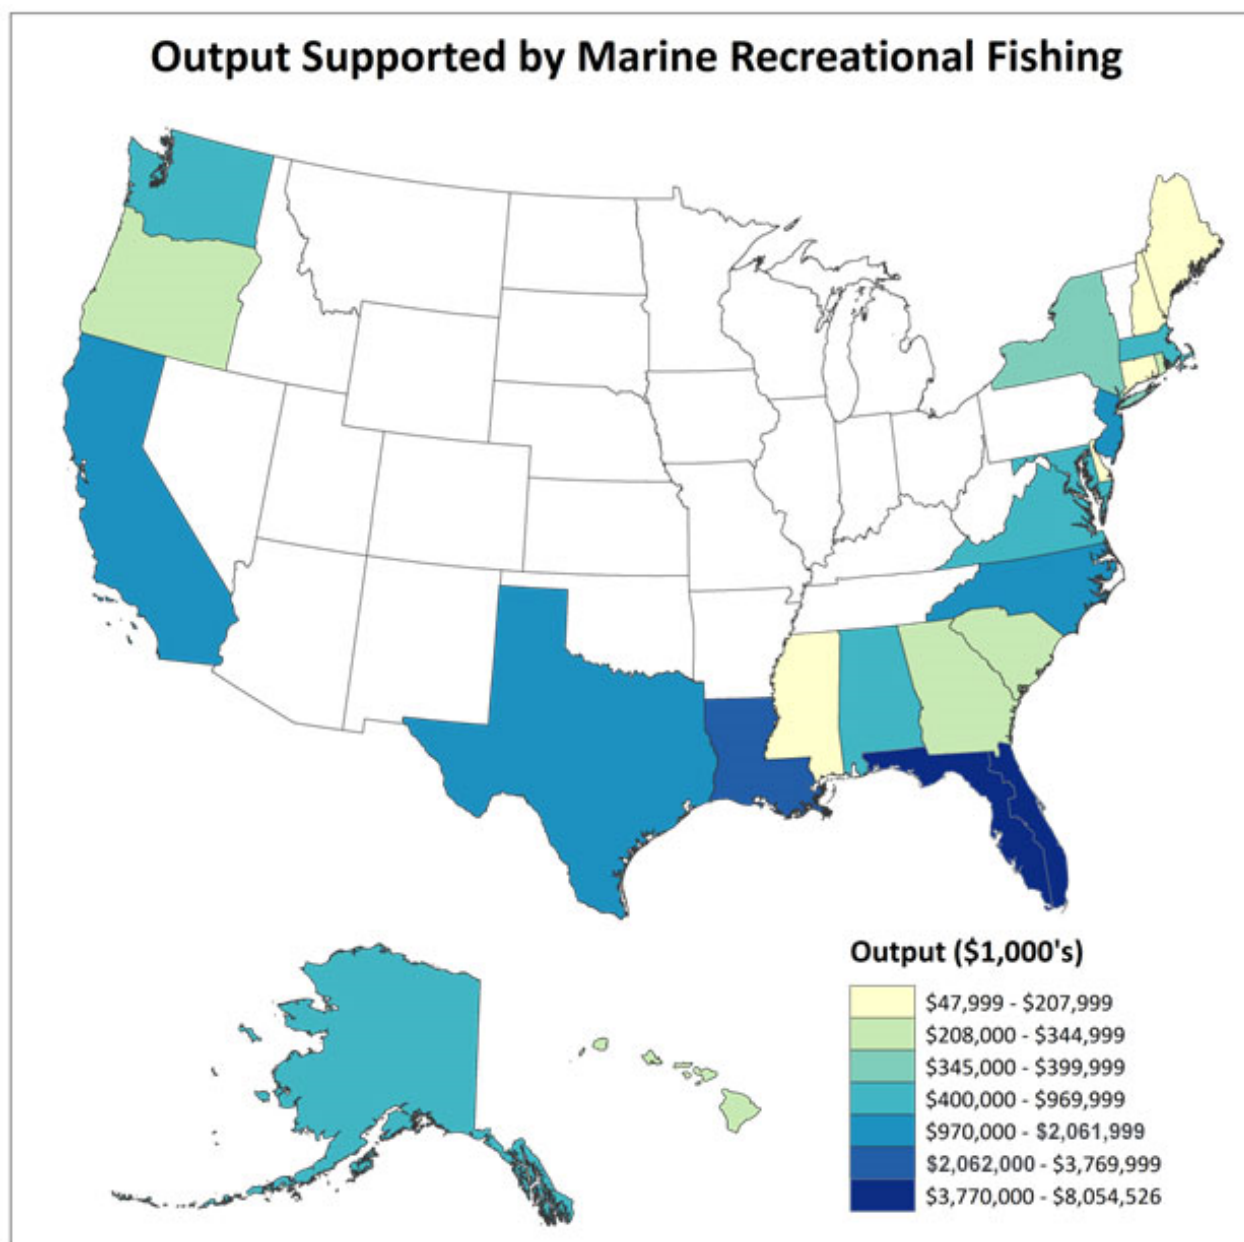 Output Supported by Marine Recreational Fishing
Output ($1,000's)
$47,999 - $207,999
$208,000 - $344,999
$345,000 - $399,999
$400,000 - $969,999
$970,000 - $2,061,999
$2,062,000 - $3,769,999
$3,770,000 - $8,054,526